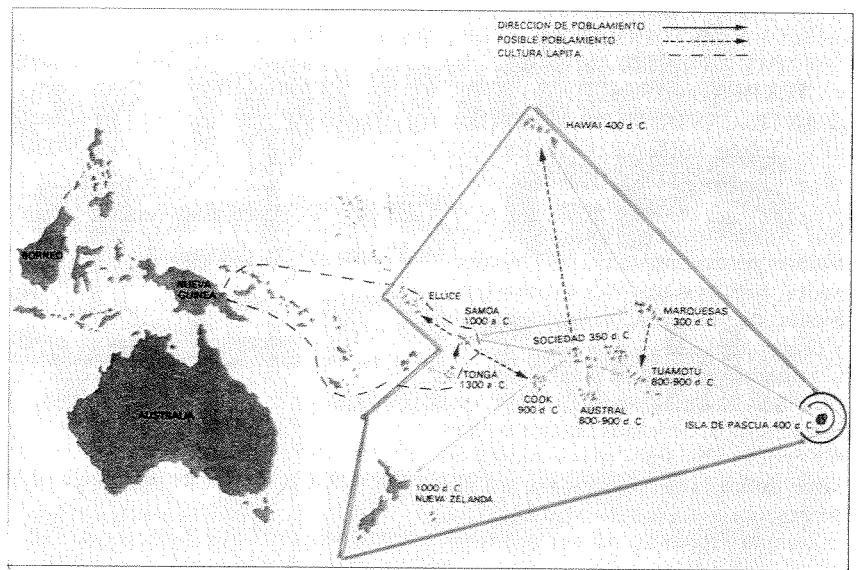 DIRECCION DE POBLAMIENTO
POSIBLE POBLAMIENTO
CULTURA LAPITA
HAWAI 400 d. C.
BORNEO
NUEVA
GUINEA
ELLICE
SAMOA
1000 a. C.
MARQUESAS
300 d. C.
SOCIEDAD 350 d. C.
TONGA
1300 a. C.
TUAMOTU
800-900 d. C.
COOK
900 d. C.
AUSTRAL
800-900 d. C.
AUSTRALIA
ISLA DE PASCUA 400 d. C.
1000 d. C.
NUEVA ZELANDA